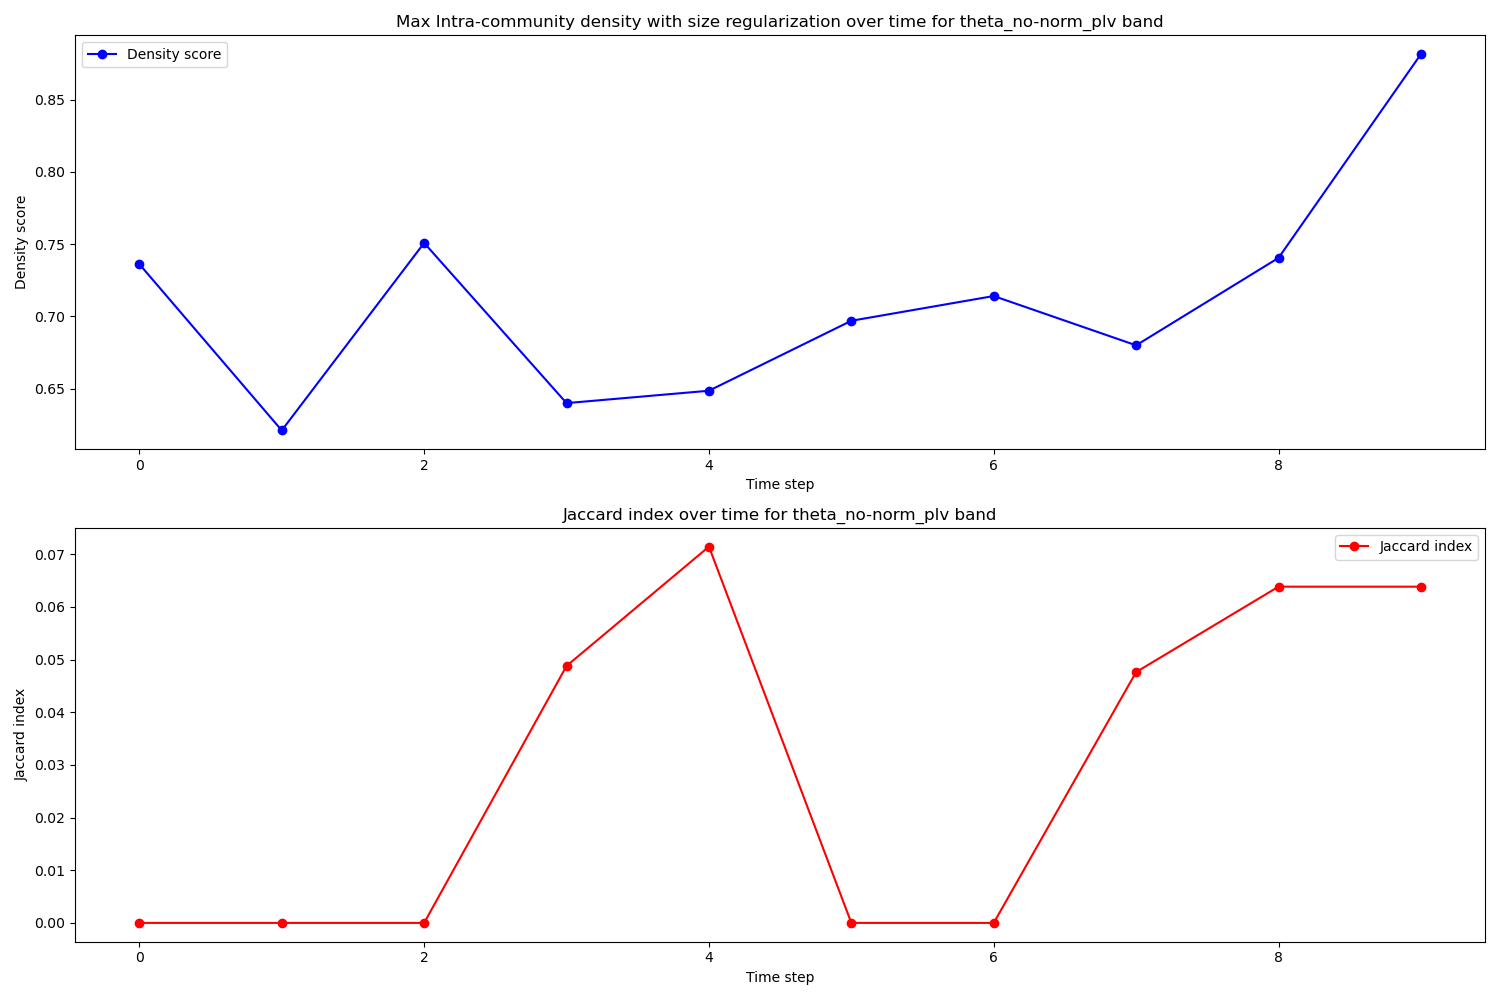 Max Intra-community density with size regularization over time for theta_no-norm_plv band
Density score
0.85
0.80
0.75
0.70
0.65
Density score
0 2 4 6 8
Time step
Jaccard index over time for theta_no-norm_plv band
Jaccard index
0.07
0.06
0.05
0.04
0.03
0.02
0.01
0.00
Jaccard index
0 2 4 6 8
Time step